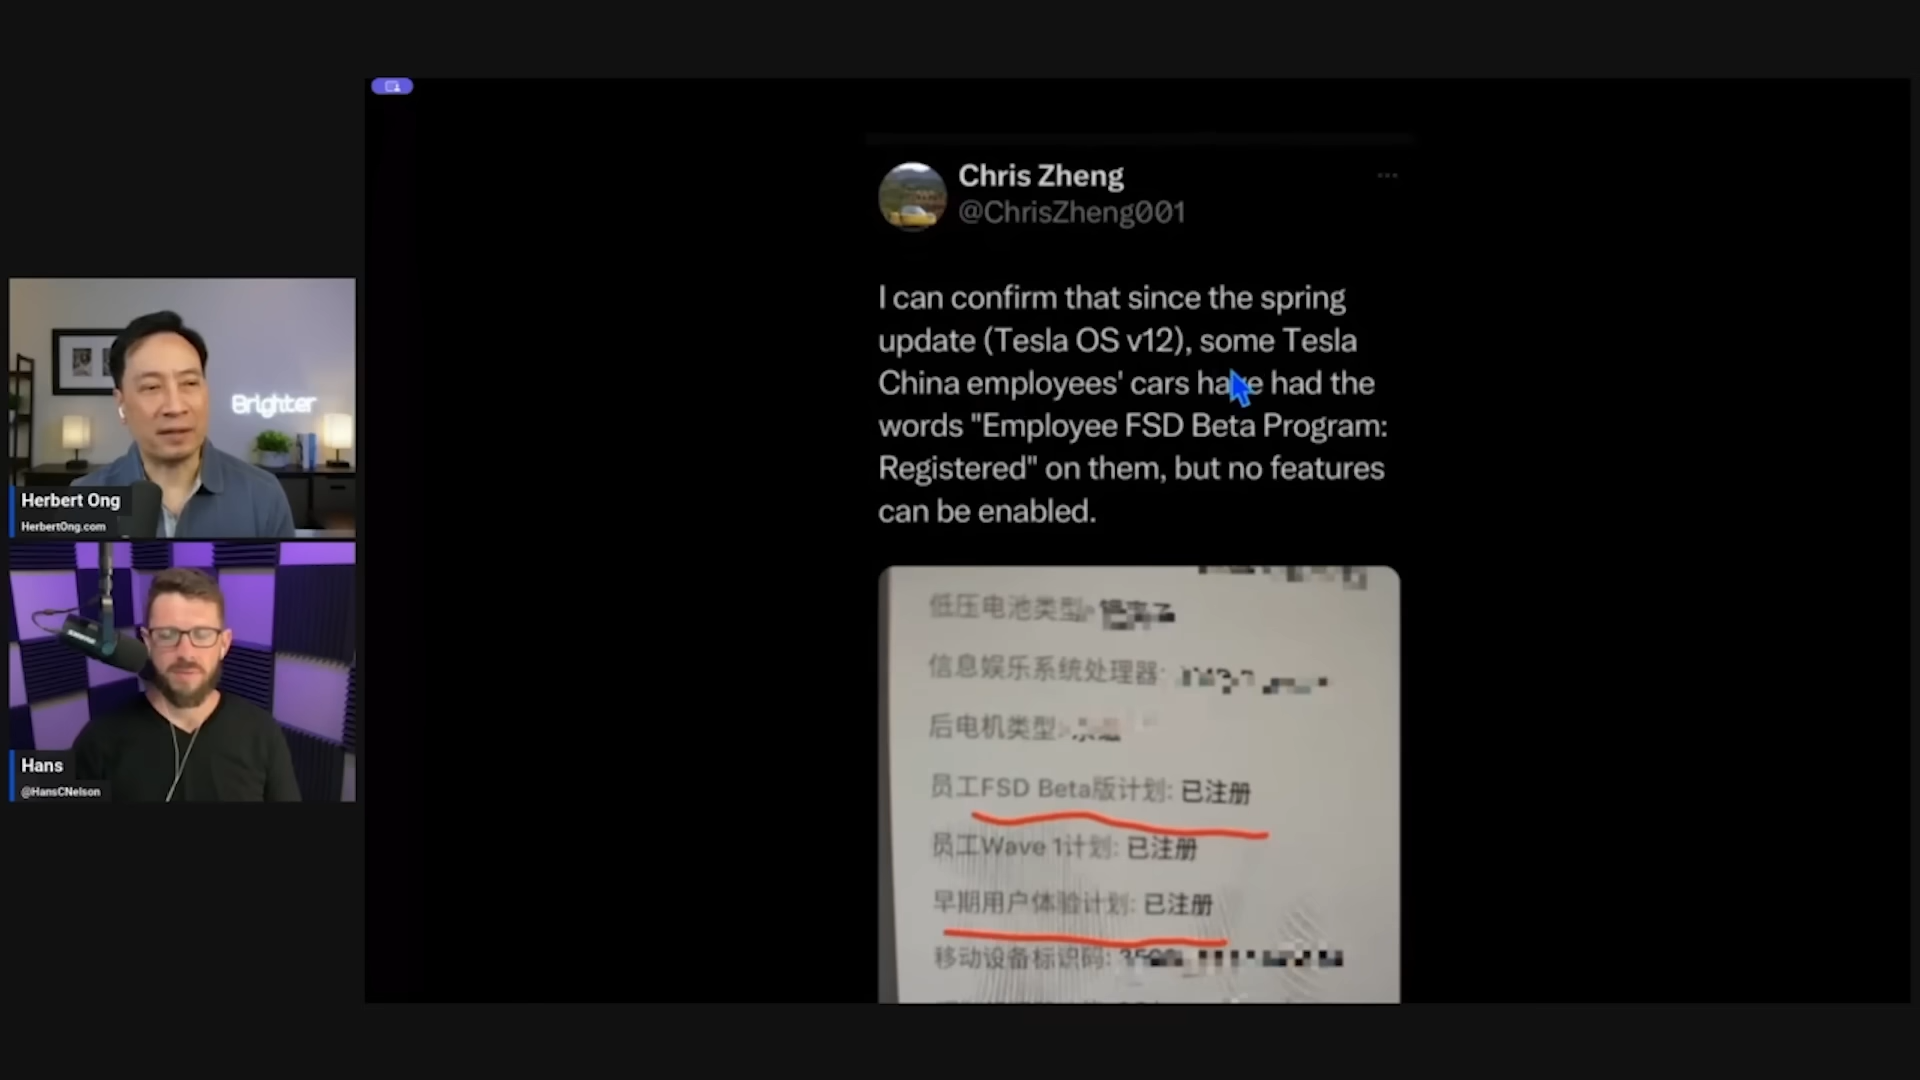 Chris Zheng
@ChrisZheng001
I can confirm that since the spring
update (Tesla OS v12), some Tesla
China employees' cars have had the
words "Employee FSD Beta Program:
Registered" on them, but no features
can be enabled.
低压电池类型:
信息娱乐系统处理器:
后电机类型:
员工FSD Beta版计划: 已注册
员工Wave 1计划: 已注册
早期用户体验计划: 已注册
移动设备标识码:
Brighter
Herbert Ong
HerbertOng.com
Hans
@HansCNelson